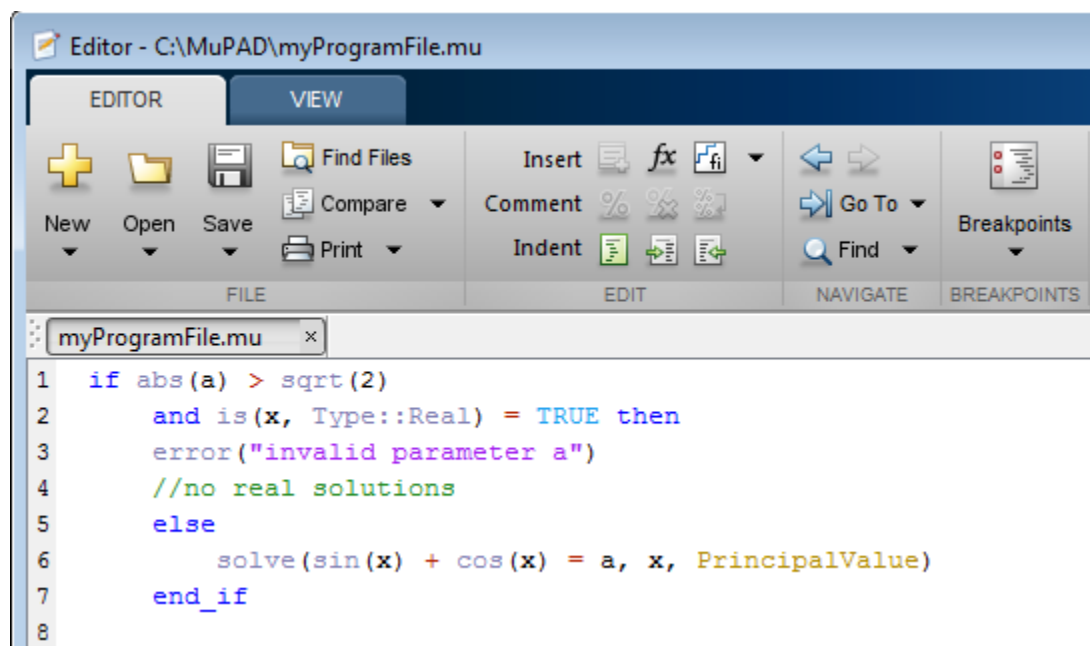 Editor - C:\MuPAD\myProgramFile.mu
EDITOR VIEW
New Open Save Find Files Compare Print
Insert fx fi
Comment % % %
Indent
Go To
Find
Breakpoints
FILE EDIT NAVIGATE BREAKPOINTS
myProgramFile.mu ×
1 if abs(a) > sqrt(2)
2 and is(x, Type::Real) = TRUE then
3 error("invalid parameter a")
4 //no real solutions
5 else
6 solve(sin(x) + cos(x) = a, x, PrincipalValue)
7 end_if
8